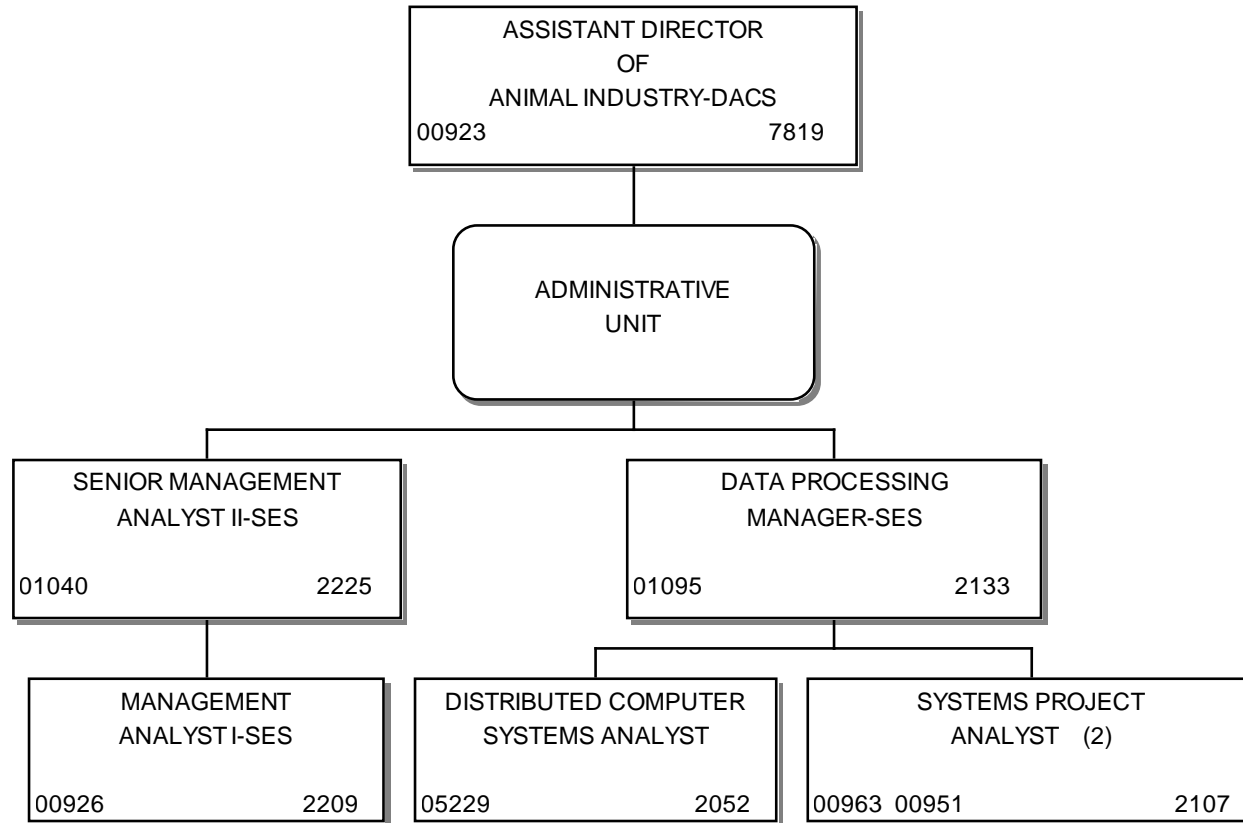 ASSISTANT DIRECTOR
OF
ANIMAL INDUSTRY-DACS
00923 7819
ADMINISTRATIVE
UNIT
SENIOR MANAGEMENT
ANALYST II-SES
01040 2225
DATA PROCESSING
MANAGER-SES
01095 2133
MANAGEMENT
ANALYST I-SES
00926 2209
DISTRIBUTED COMPUTER
SYSTEMS ANALYST
05229 2052
SYSTEMS PROJECT
ANALYST (2)
00963 00951 2107